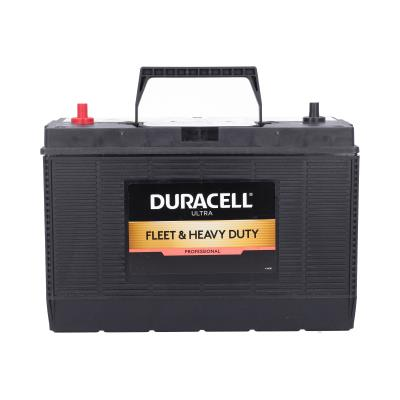 DURACELL
ULTRA
FLEET & HEAVY DUTY
PROFESSIONAL